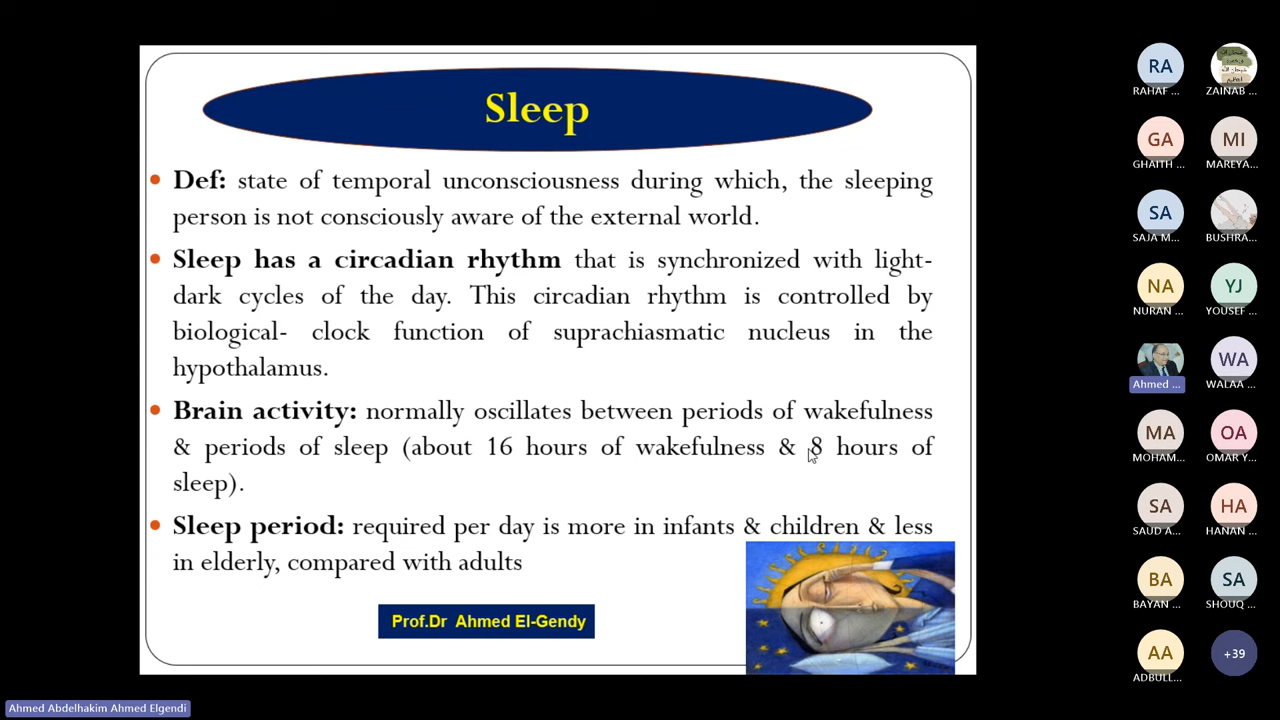 Sleep
• Def: state of temporal unconsciousness during which, the sleeping
person is not consciously aware of the external world.
• Sleep has a circadian rhythm that is synchronized with light-
dark cycles of the day. This circadian rhythm is controlled by
biological- clock function of suprachiasmatic nucleus in the
hypothalamus.
• Brain activity: normally oscillates between periods of wakefulness
& periods of sleep (about 16 hours of wakefulness & 8 hours of
sleep).
• Sleep period: required per day is more in infants & children & less
in elderly, compared with adults
Prof.Dr Ahmed El-Gendy
RA
RAHAF ...
ZAINAB ...
GA
GHAITH ...
MI
MAREYA...
SA
SAJA M...
BUSHRA...
NA
NURAN ...
YJ
YOUSEF ...
Ahmed ...
WA
WALAA ...
MA
MOHAM...
OA
OMAR Y...
SA
SAUD A...
HA
HANAN ...
BA
BAYAN ...
SA
SHOUQ ...
AA
ADBULL...
+39
Ahmed Abdelhakim Ahmed Elgendi